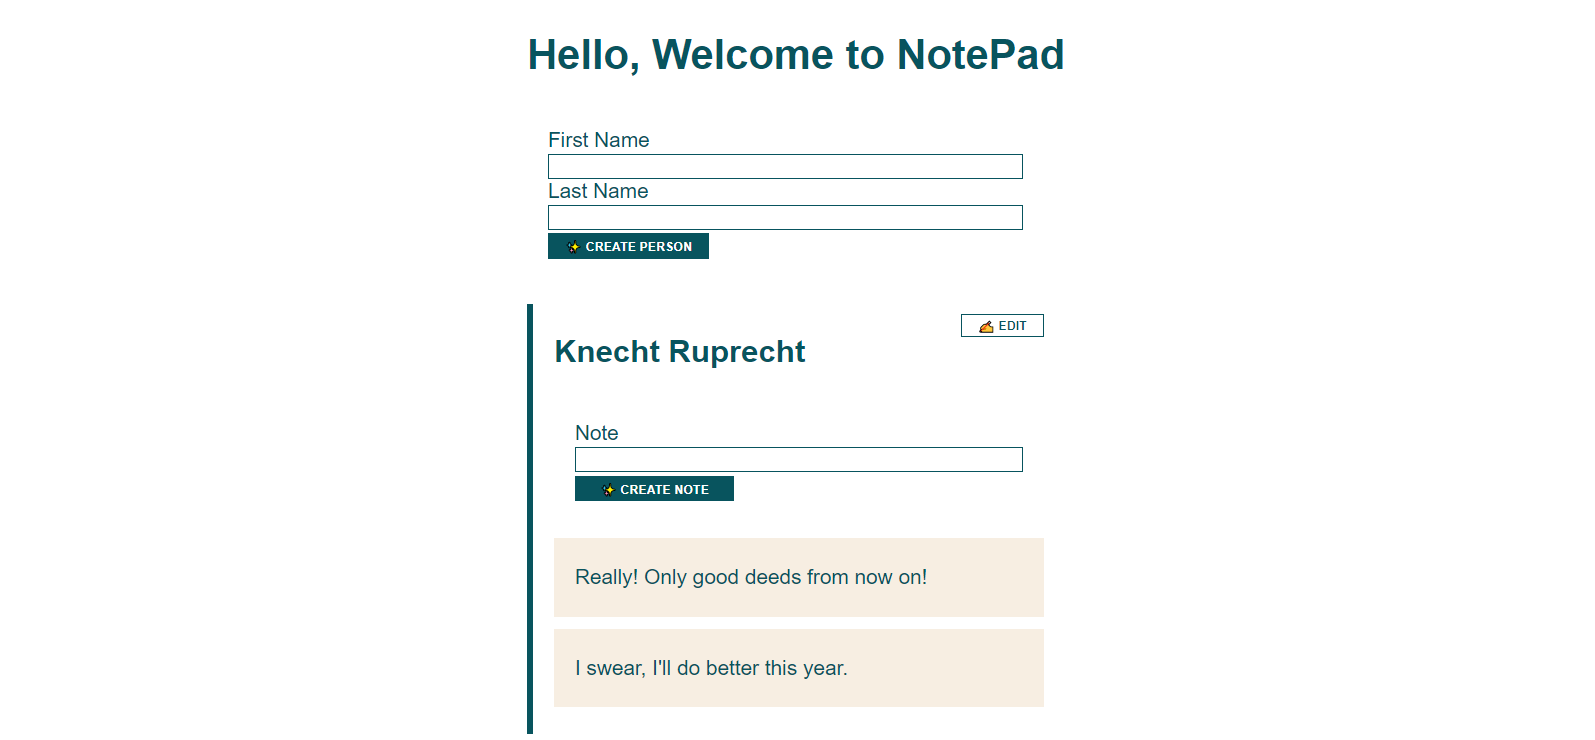 Hello, Welcome to NotePad
First Name
Last Name
✨ CREATE PERSON
✍ EDIT
Knecht Ruprecht
Note
✨ CREATE NOTE
Really! Only good deeds from now on!
I swear, I'll do better this year.